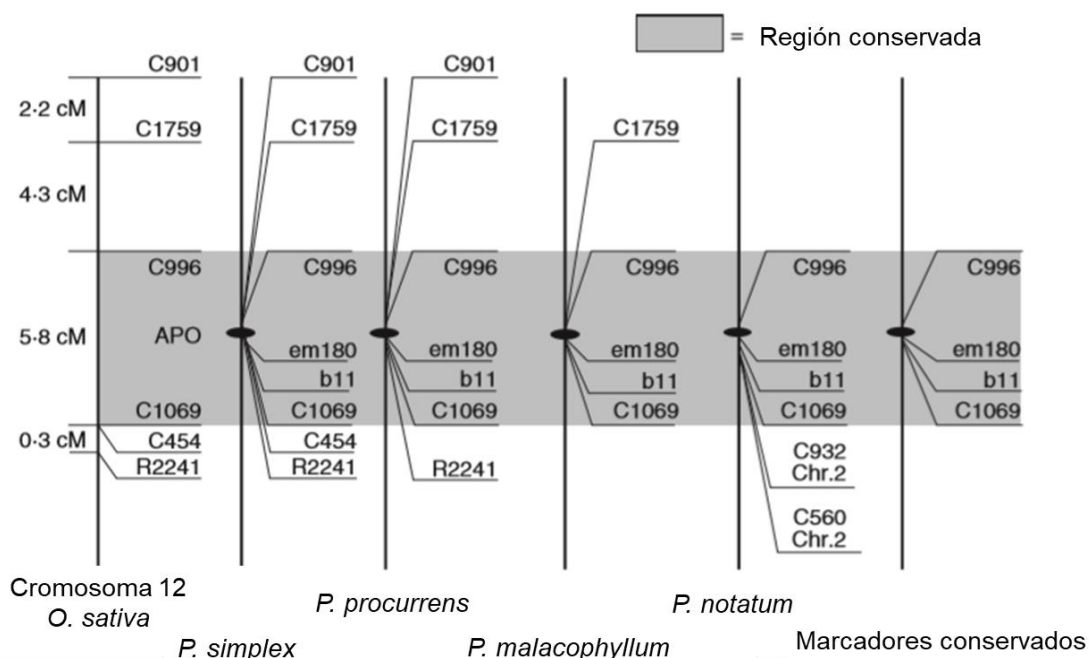 = Región conservada
C901 C901 C901
2·2 cM
C1759 C1759 C1759 C1759
4·3 cM
C996 C996 C996 C996 C996 C996
5·8 cM APO
em180 em180 em180 em180 em180
b11 b11 b11 b11 b11
C1069 C1069 C1069 C1069 C1069 C1069
0·3 cM C454 C454
R2241 R2241 R2241
C932
Chr.2
C560
Chr.2
Cromosoma 12
O. sativa
P. simplex
P. procurrens
P. malacophyllum
P. notatum
Marcadores conservados